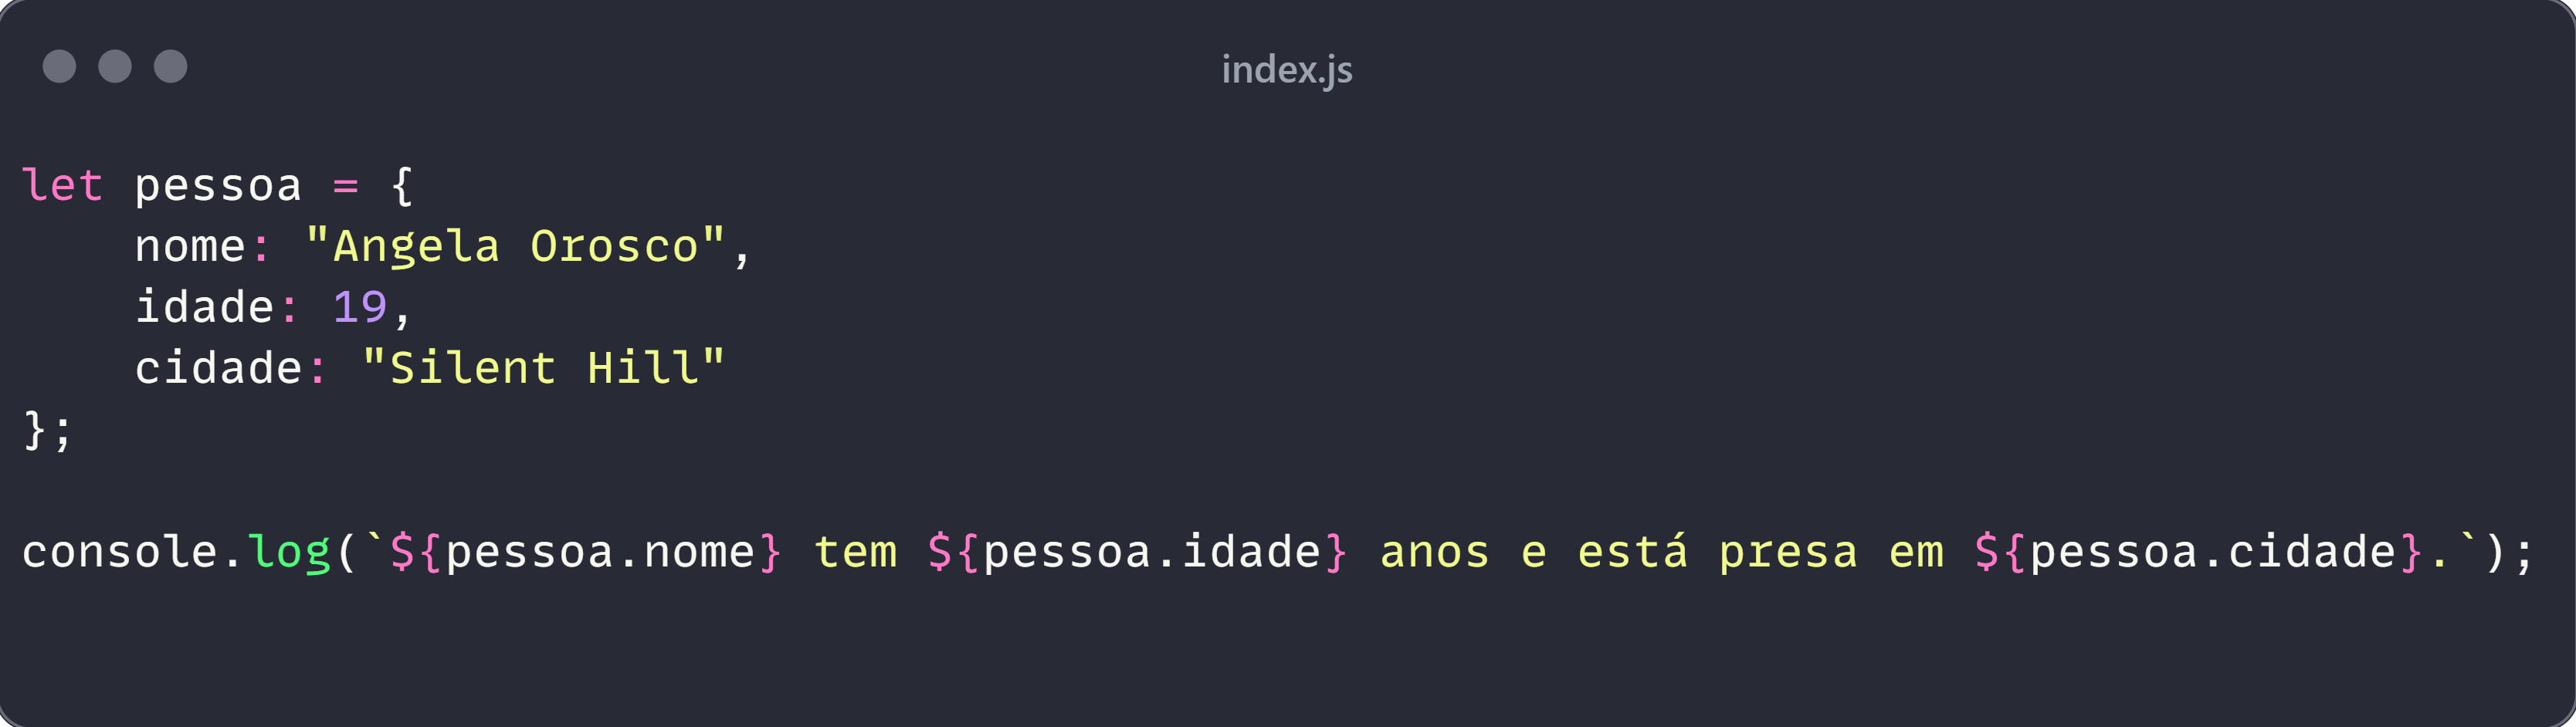 index.js
let pessoa = {
    nome: "Angela Orosco",
    idade: 19,
    cidade: "Silent Hill"
};
console.log(`${pessoa.nome} tem ${pessoa.idade} anos e está presa em ${pessoa.cidade}.`);